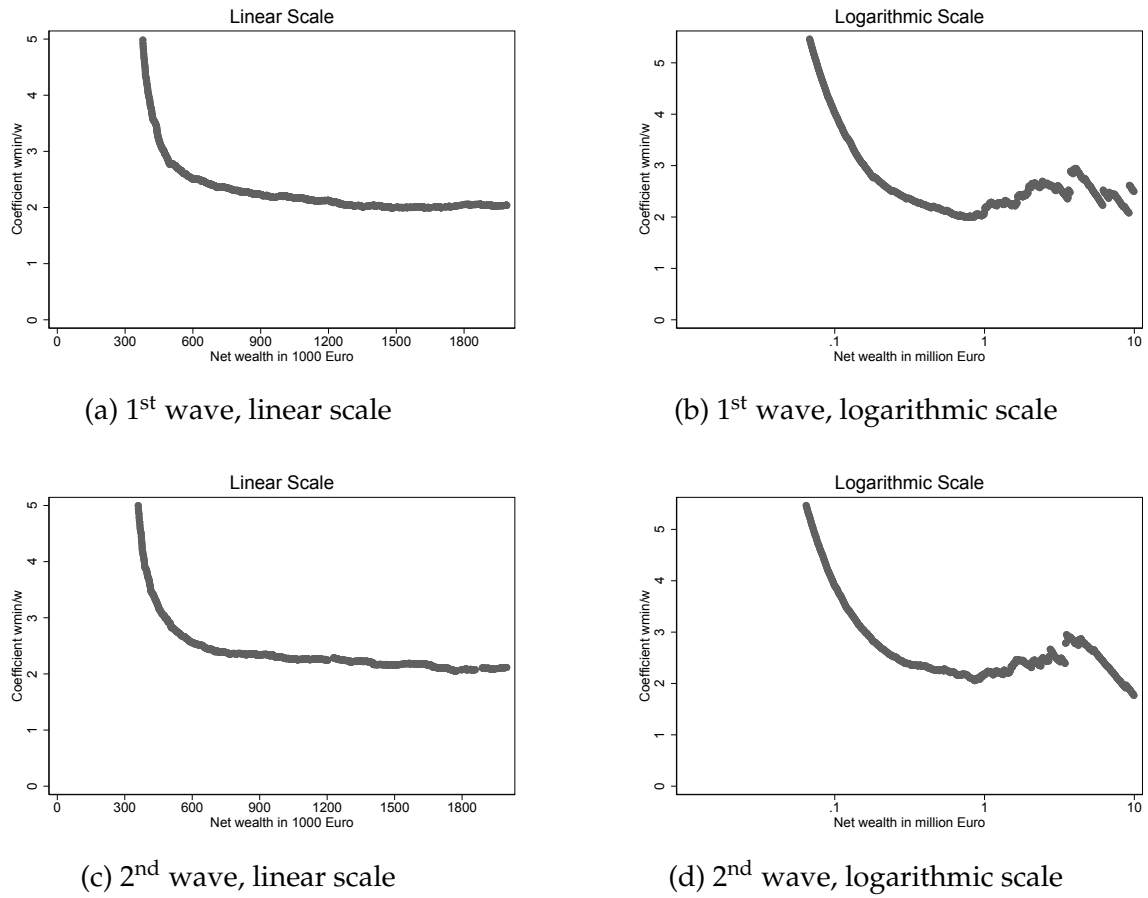 Linear Scale
Coefficient wmin/w
5
4
3
2
1
0
0 300 600 900 1200 1500 1800
Net wealth in 1000 Euro
(a) 1st wave, linear scale
Logarithmic Scale
Coefficient wmin/w
5
4
3
2
1
0
.1 1 10
Net wealth in million Euro
(b) 1st wave, logarithmic scale
Linear Scale
Coefficient wmin/w
5
4
3
2
1
0
0 300 600 900 1200 1500 1800
Net wealth in 1000 Euro
(c) 2nd wave, linear scale
Logarithmic Scale
Coefficient wmin/w
5
4
3
2
1
0
.1 1 10
Net wealth in million Euro
(d) 2nd wave, logarithmic scale